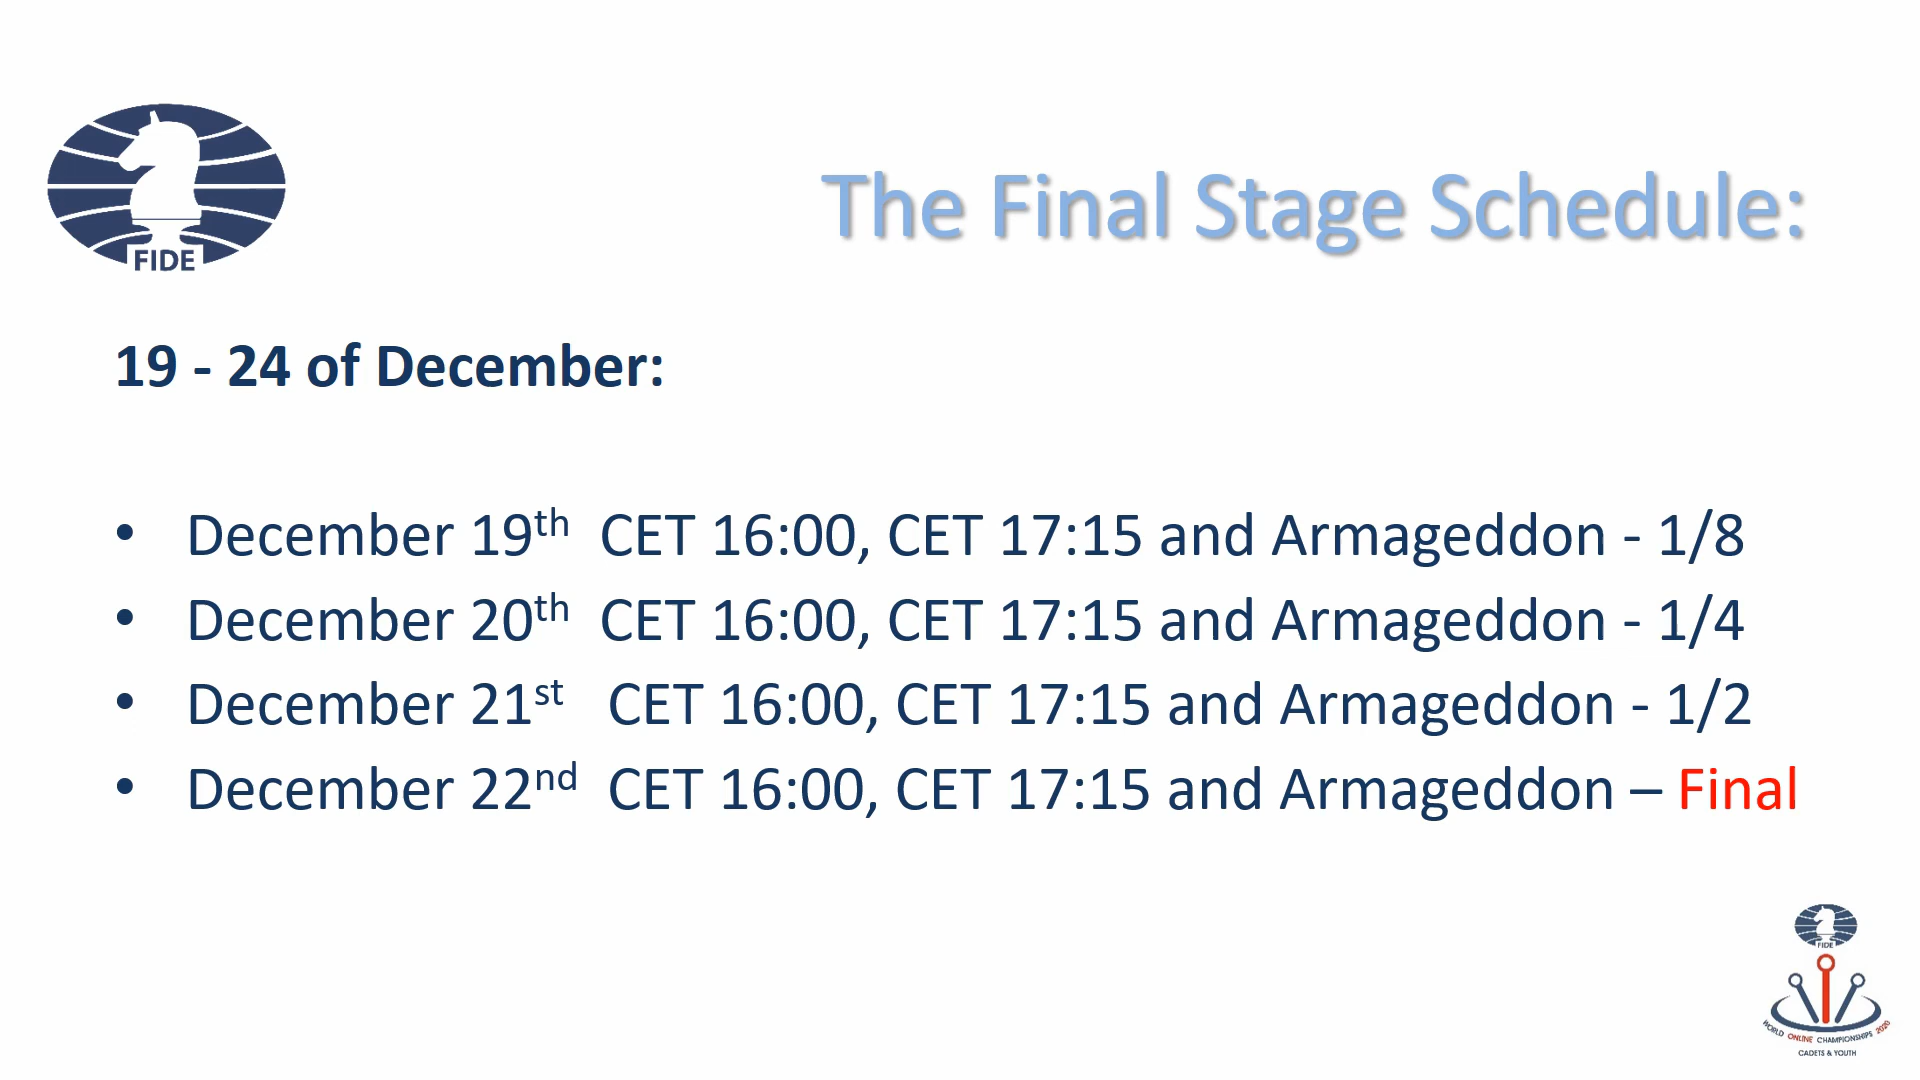 FIDE
The Final Stage Schedule:
19 - 24 of December:
• December 19th CET 16:00, CET 17:15 and Armageddon - 1/8
• December 20th CET 16:00, CET 17:15 and Armageddon - 1/4
• December 21st CET 16:00, CET 17:15 and Armageddon - 1/2
• December 22nd CET 16:00, CET 17:15 and Armageddon – Final
FIDE
WORLD ONLINE CHAMPIONSHIPS 2020
CADETS & YOUTH